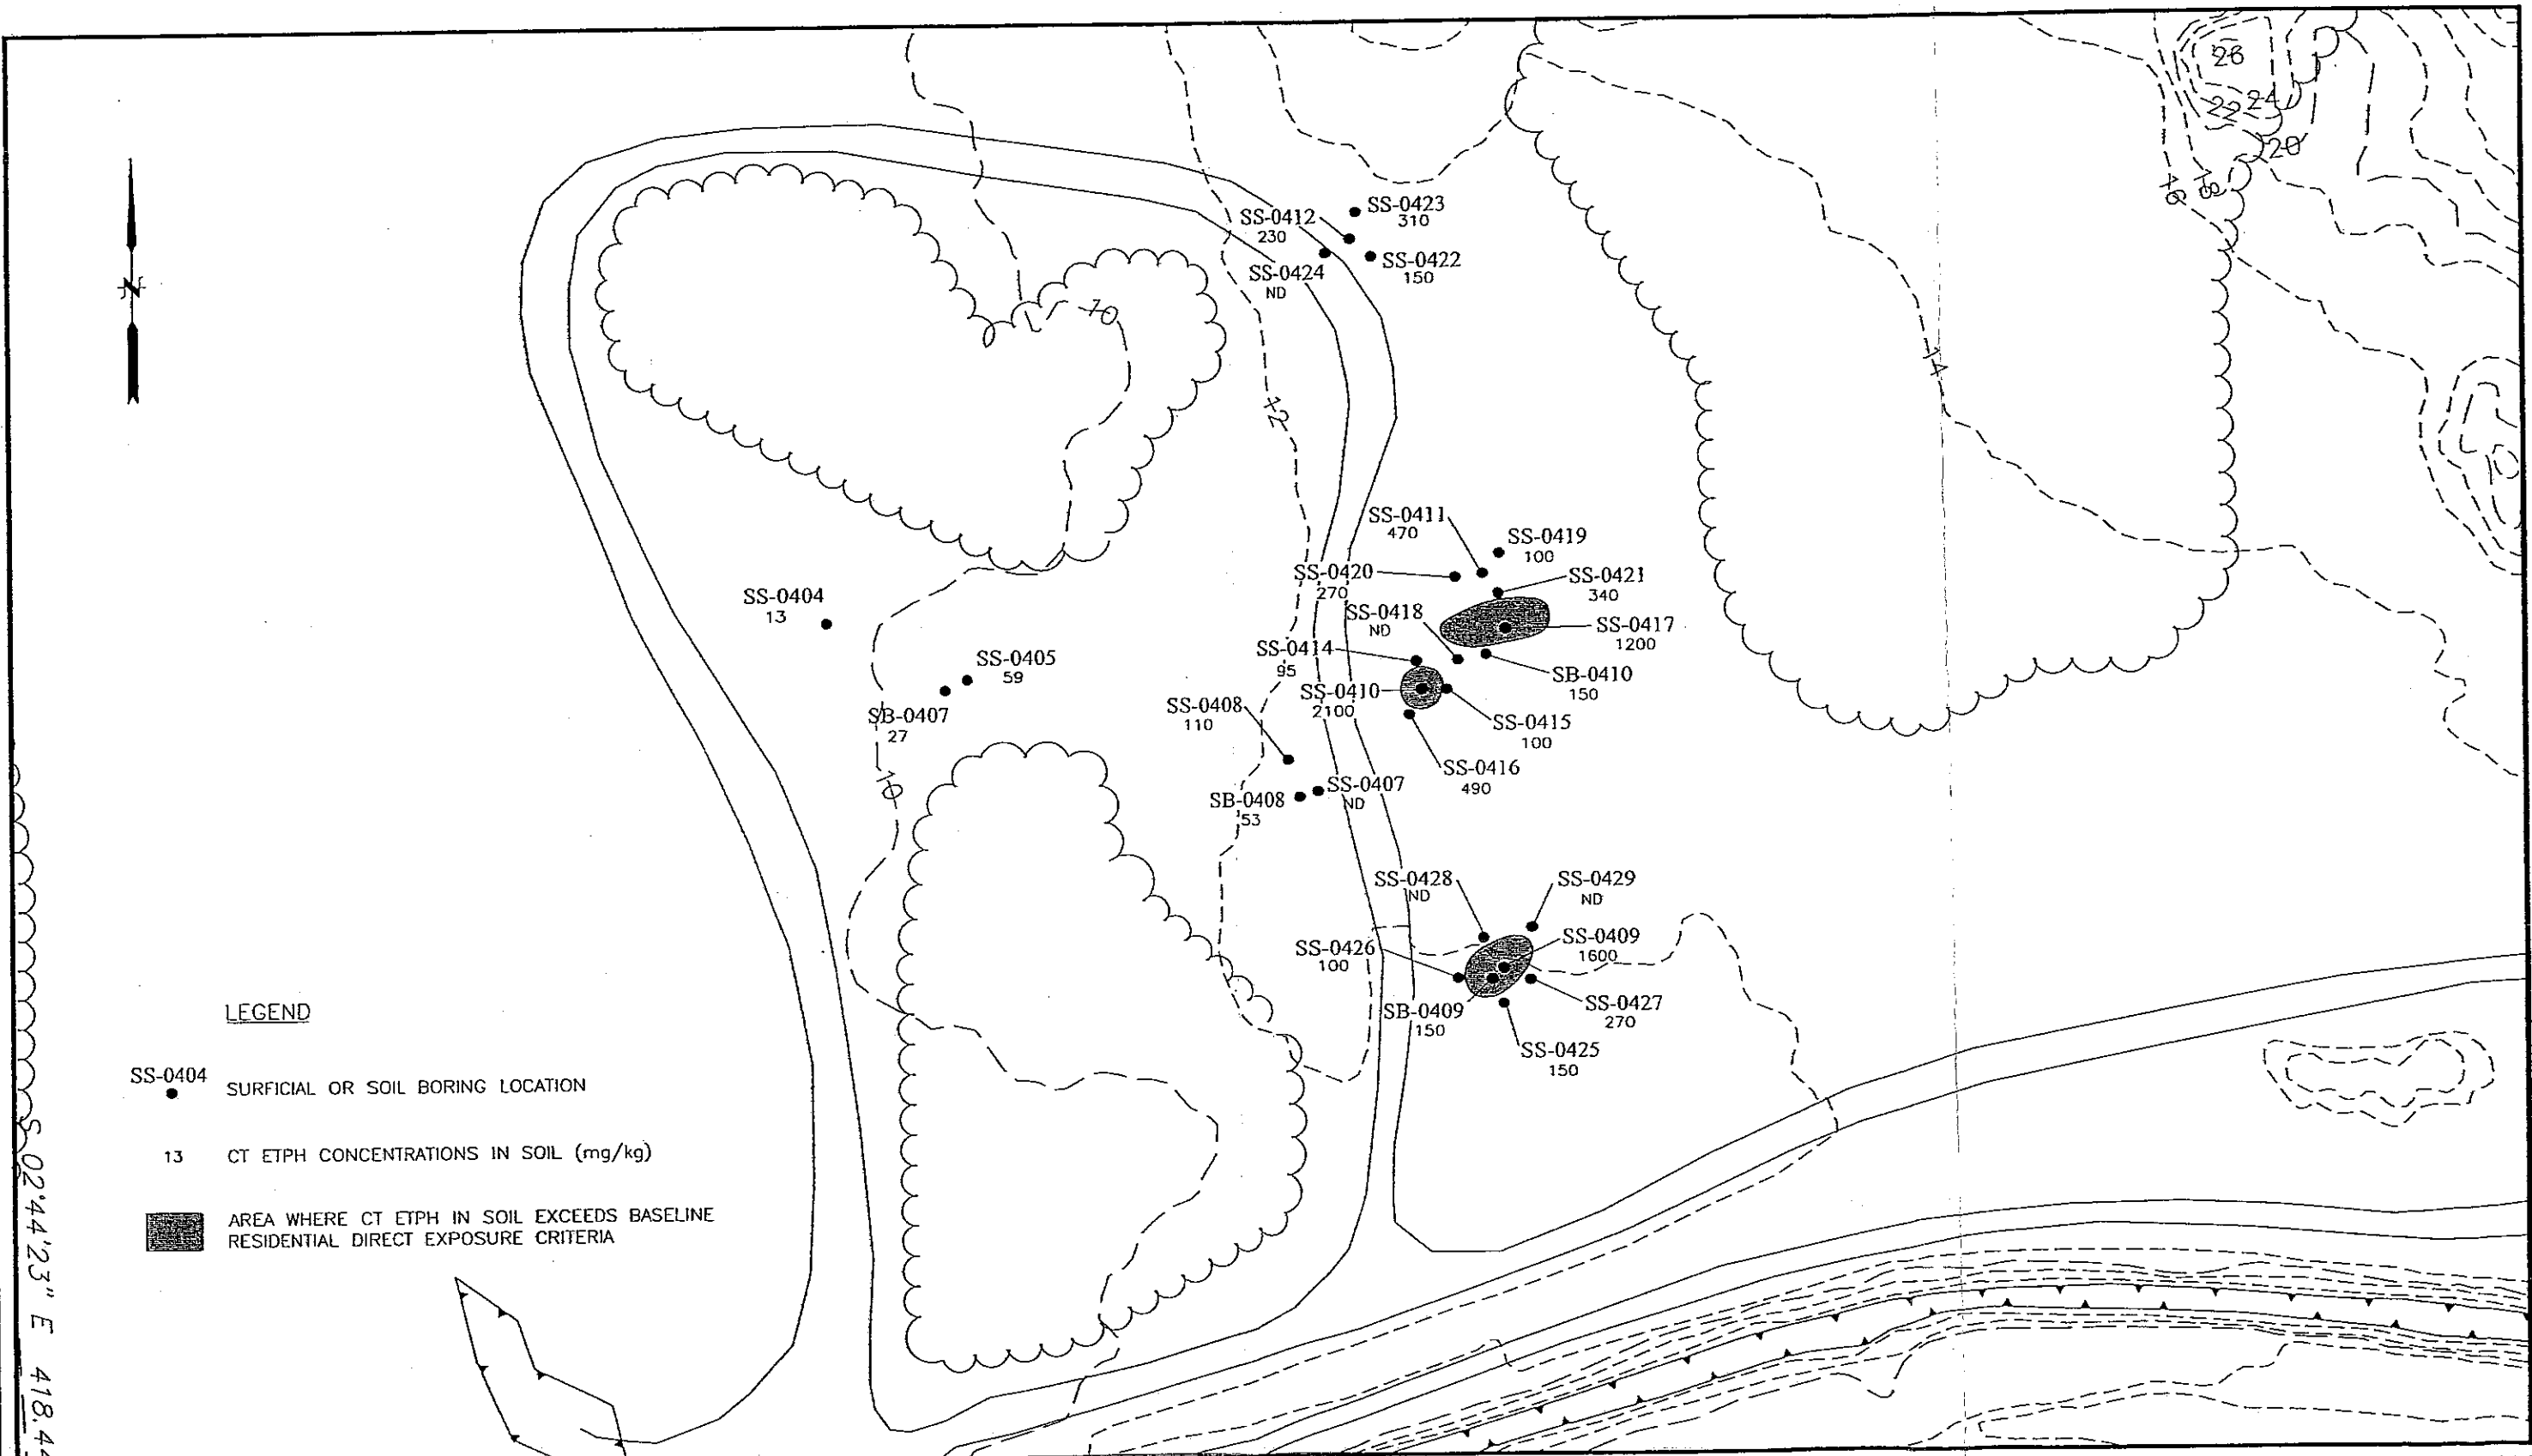 26
22 24
20
16 18
N
SS-0423
310
SS-0412
230
SS-0422
150
SS-0424
ND
10
14
12
SS-0411
470
SS-0419
100
SS-0420
270
SS-0421
340
SS-0404
13
SS-0418
ND
SS-0417
1200
SS-0414
95
SS-0405
59
SB-0410
150
SS-0410
2100
SB-0407
27
SS-0408
110
SS-0415
100
SS-0416
490
10
SS-0407
ND
SB-0408
53
SS-0428
ND
SS-0429
ND
SS-0426
100
SS-0409
1600
SB-0409
150
SS-0427
270
SS-0425
150
LEGEND
SS-0404
SURFICIAL OR SOIL BORING LOCATION
13 CT ETPH CONCENTRATIONS IN SOIL (mg/kg)
AREA WHERE CT ETPH IN SOIL EXCEEDS BASELINE
RESIDENTIAL DIRECT EXPOSURE CRITERIA
S 02°44'23" E 418.44